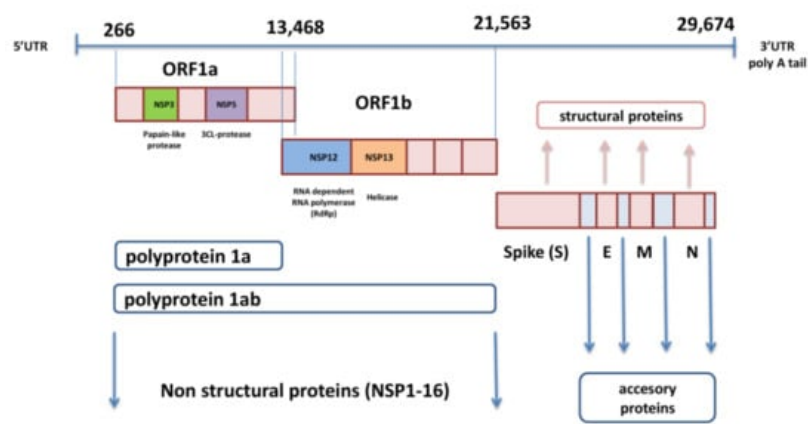 266
13,468
21,563
29,674
5'UTR
3'UTR
poly A tail
ORF1a
NSP3
NSP5
Papain-like
protease
3CL-protease
ORF1b
NSP12
NSP13
RNA dependent
RNA polymerase
(RdRp)
Helicase
structural proteins
Spike (S)
E
M
N
polyprotein 1a
polyprotein 1ab
Non structural proteins (NSP1-16)
accesory
proteins